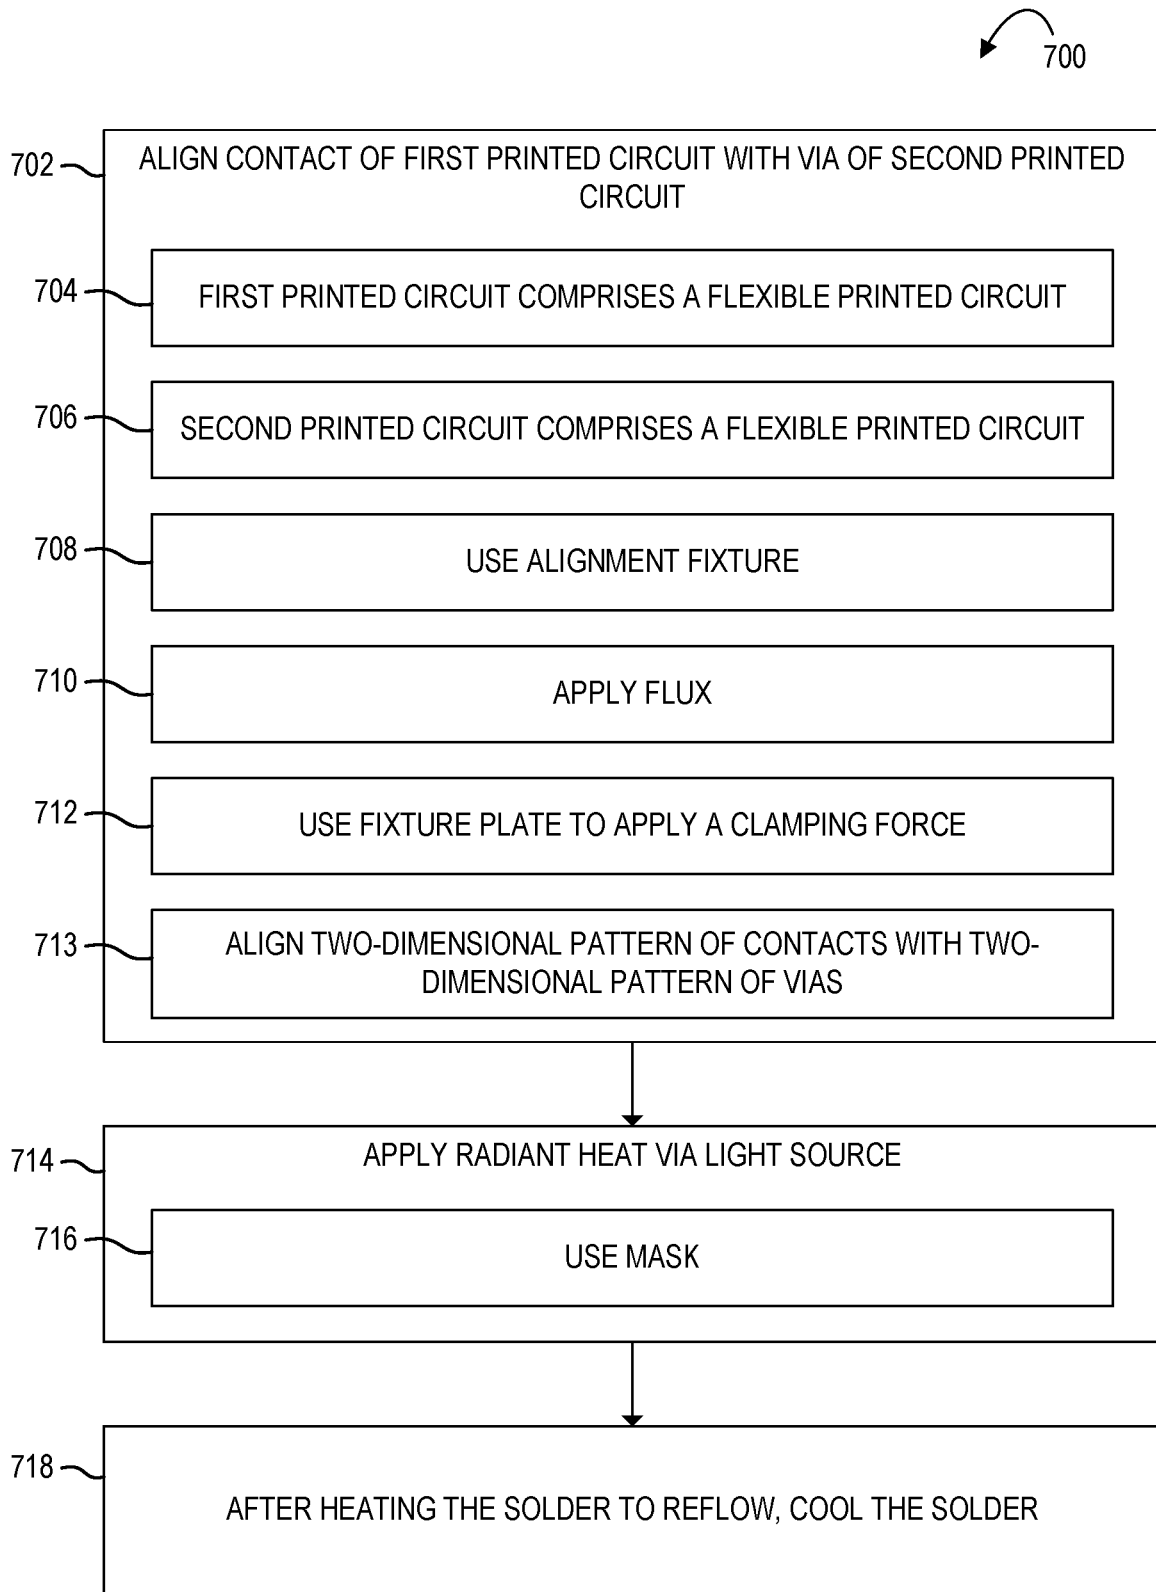 700
702
ALIGN CONTACT OF FIRST PRINTED CIRCUIT WITH VIA OF SECOND PRINTED
CIRCUIT
704
FIRST PRINTED CIRCUIT COMPRISES A FLEXIBLE PRINTED CIRCUIT
706
SECOND PRINTED CIRCUIT COMPRISES A FLEXIBLE PRINTED CIRCUIT
708
USE ALIGNMENT FIXTURE
710
APPLY FLUX
712
USE FIXTURE PLATE TO APPLY A CLAMPING FORCE
713
ALIGN TWO-DIMENSIONAL PATTERN OF CONTACTS WITH TWO-
DIMENSIONAL PATTERN OF VIAS
714
APPLY RADIANT HEAT VIA LIGHT SOURCE
716
USE MASK
718
AFTER HEATING THE SOLDER TO REFLOW, COOL THE SOLDER